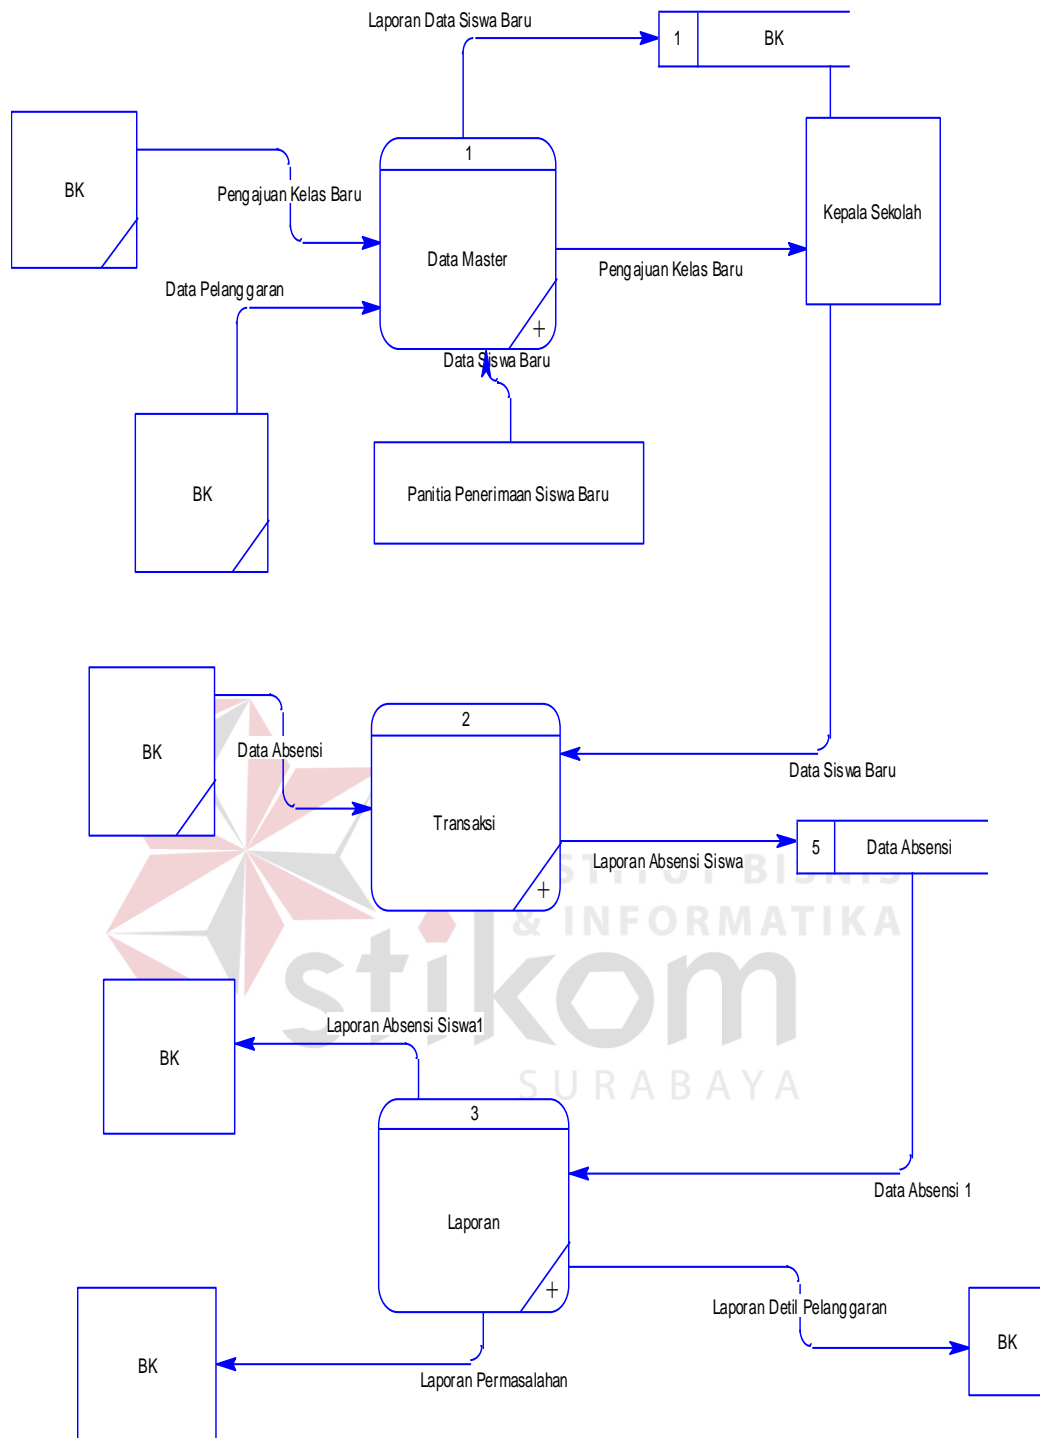 Laporan Data Siswa Baru
1
BK
BK
Pengajuan Kelas Baru
1
Data Master
+
Kepala Sekolah
Pengajuan Kelas Baru
Data Pelanggaran
Data Siswa Baru
BK
Panitia Penerimaan Siswa Baru
BK
Data Absensi
2
Transaksi
+
Data Siswa Baru
Laporan Absensi Siswa
5
Data Absensi
STITUT BISNIS
& INFORMATIKA
stikom
SURABAYA
Laporan Absensi Siswa1
BK
3
Laporan
+
Data Absensi 1
Laporan Detil Pelanggaran
BK
BK
Laporan Permasalahan